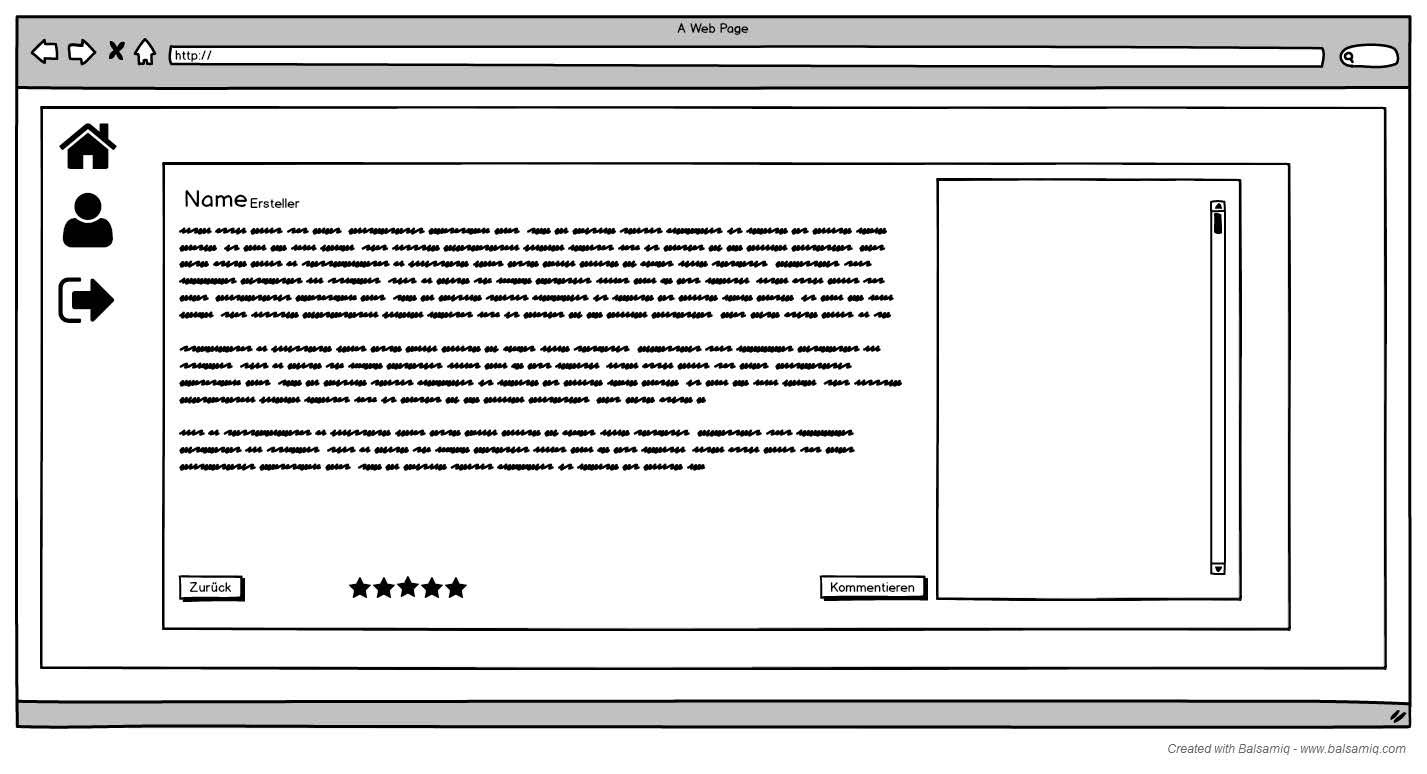 A Web Page
http://
Name Ersteller
Zurück
Kommentieren
Created with Balsamiq - www.balsamiq.com